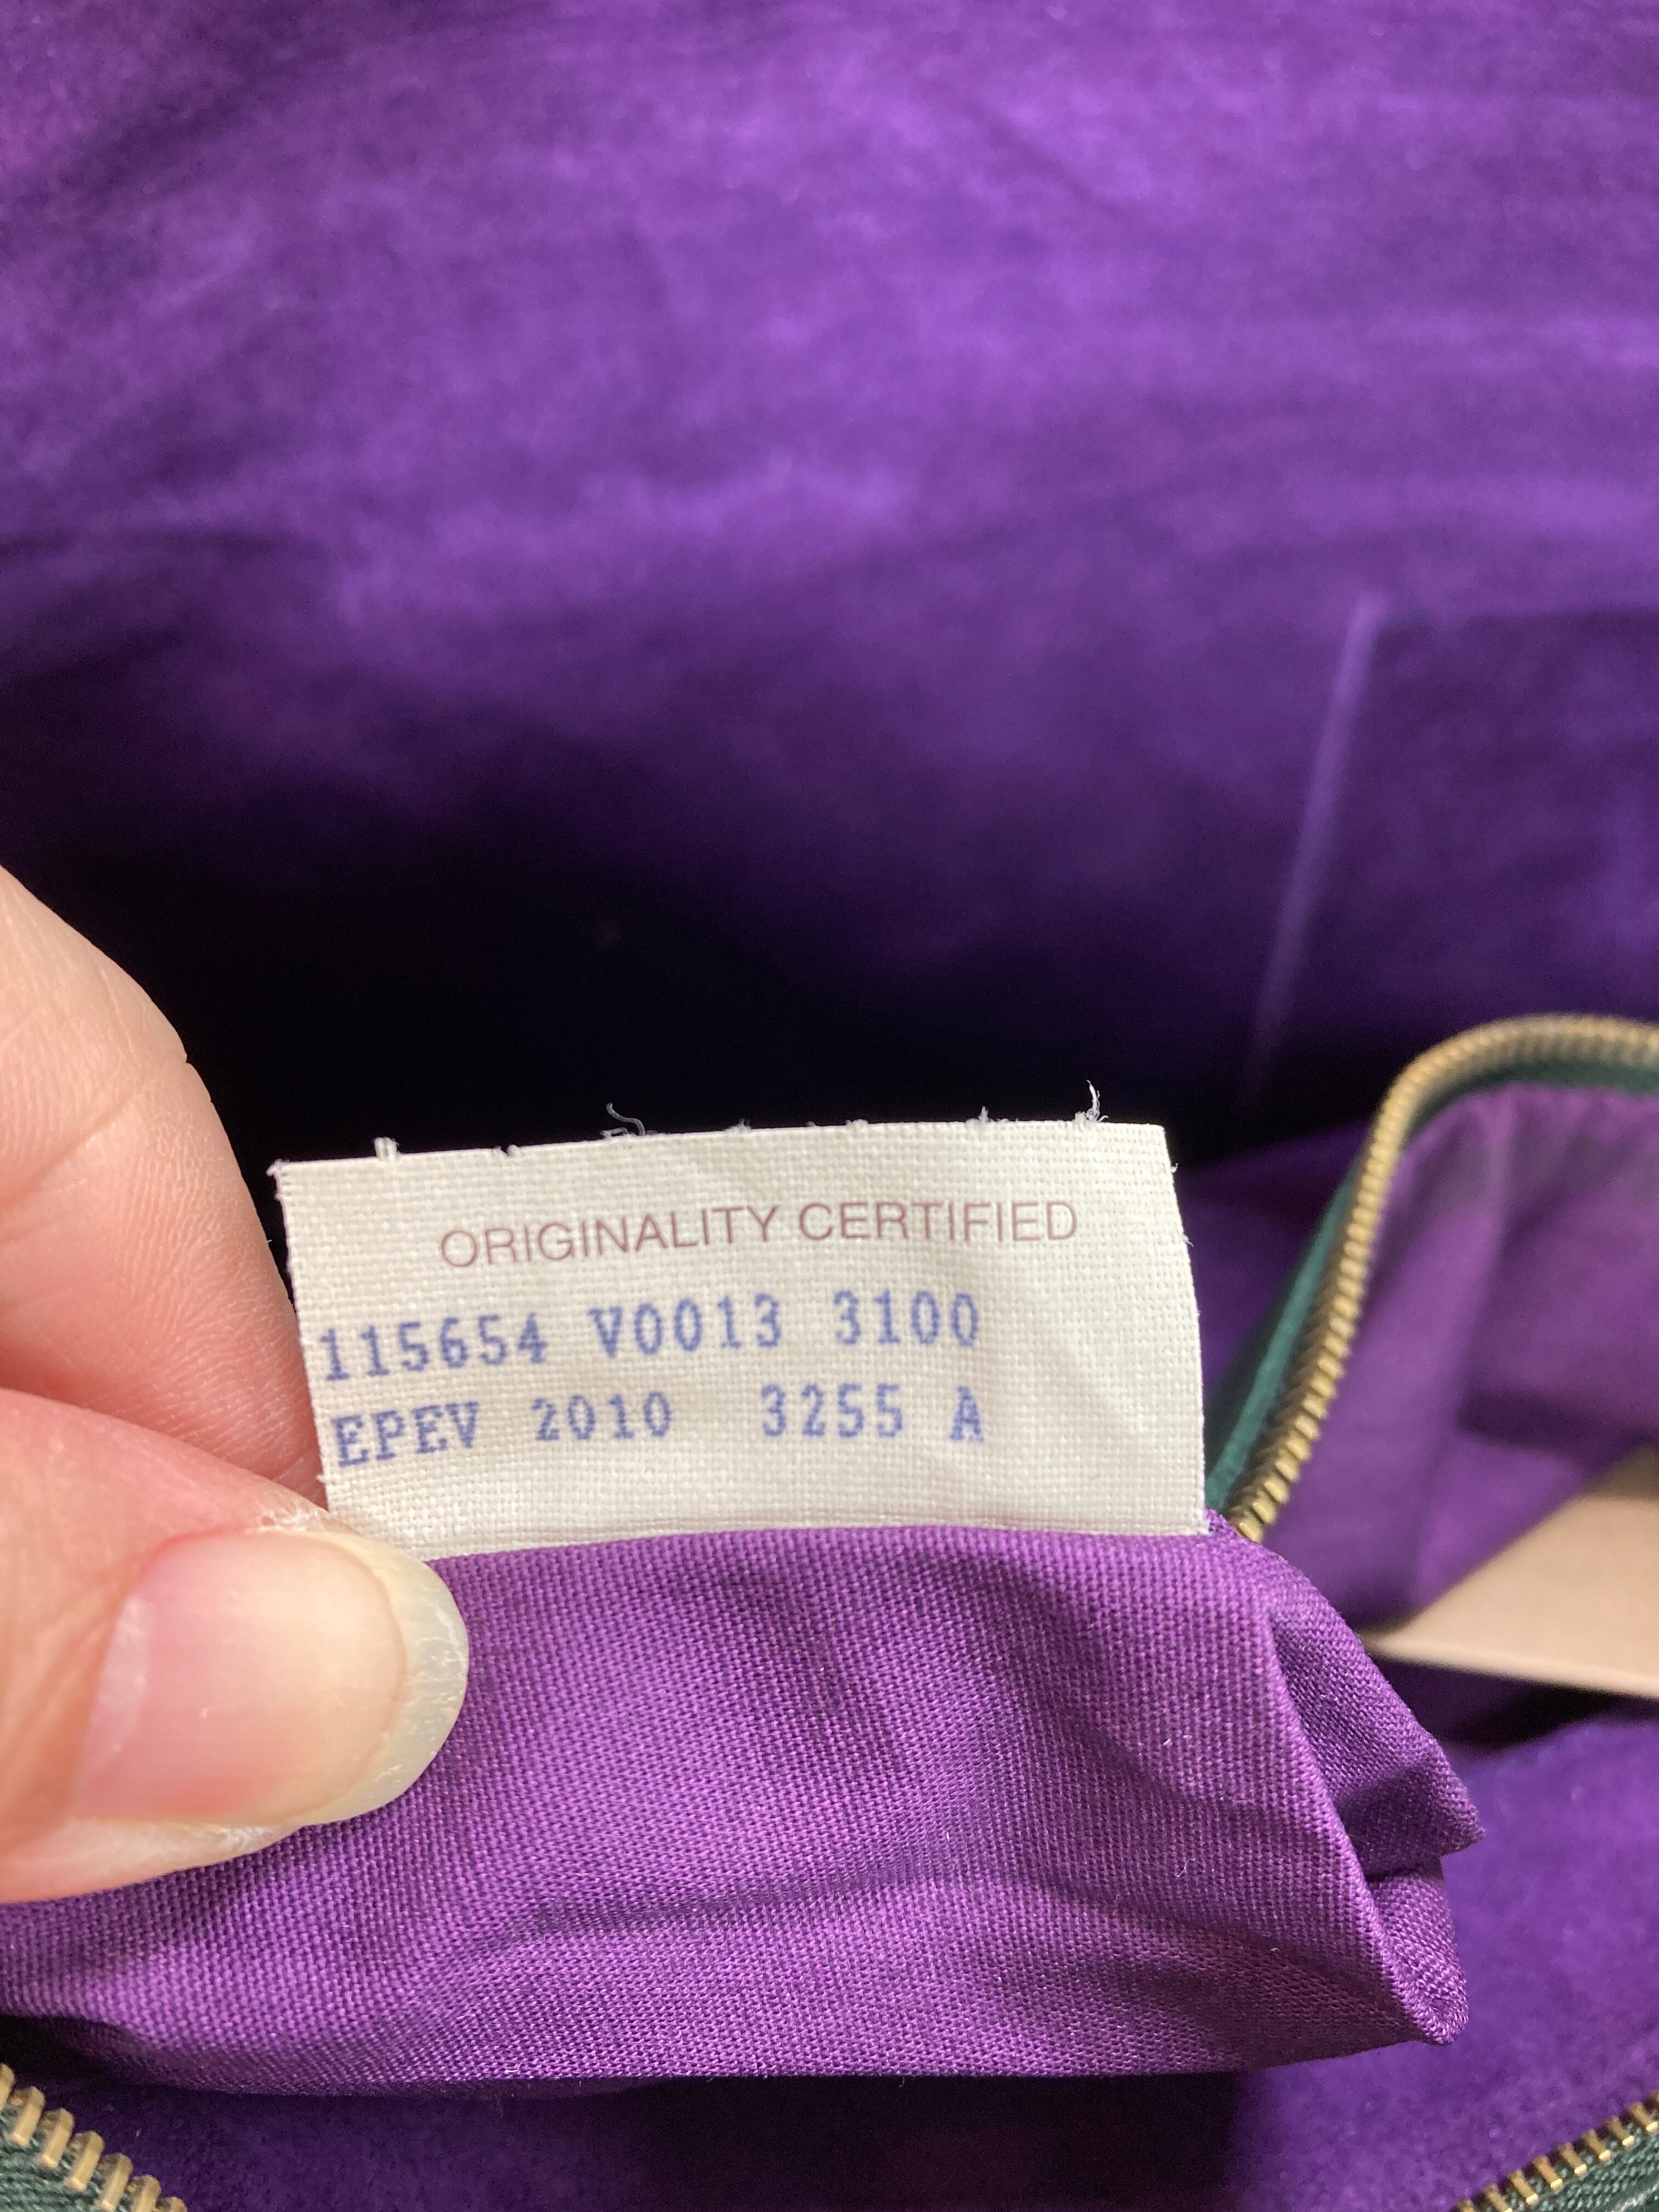 ORIGINALITY CERTIFIED
115654 V0013 3100
EPEV 2010 3255 A